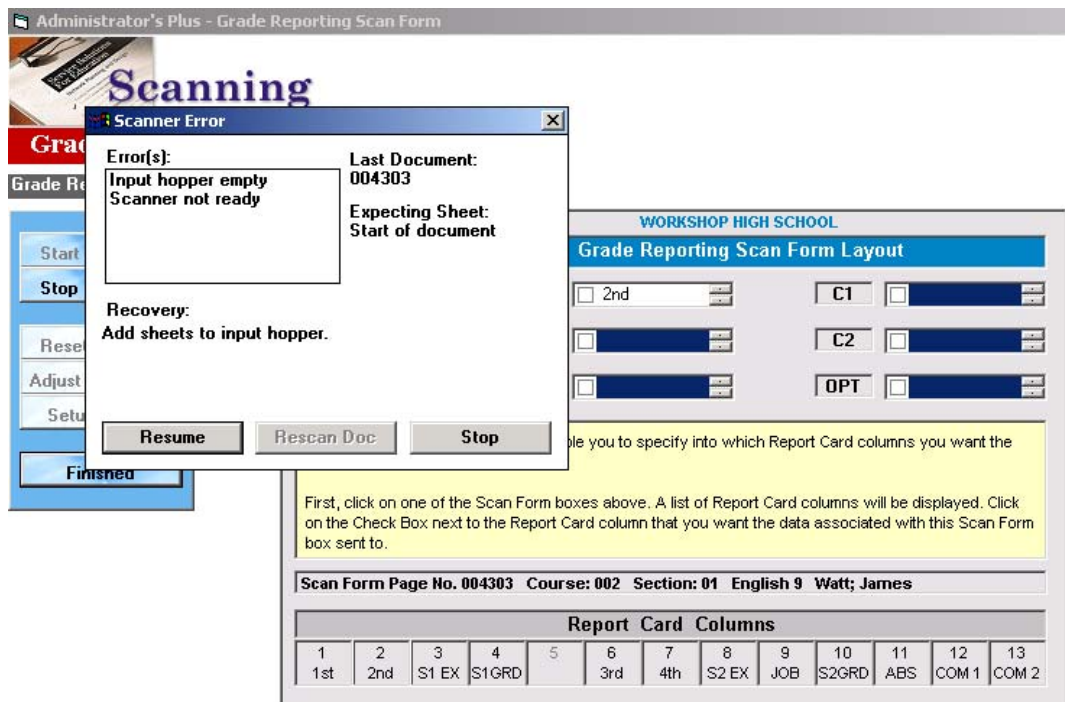 Administrator's Plus - Grade Reporting Scan Form
Scanning
Grade Re
Scanner Error
Error(s):
Input hopper empty
Scanner not ready
Last Document:
004303
Expecting Sheet:
Start of document
Recovery:
Add sheets to input hopper.
Resume
Rescan Doc
Stop
Start
Stop
Reset
Adjust
Setu
Finished
WORKSHOP HIGH SCHOOL
Grade Reporting Scan Form Layout
2nd
C1
C2
OPT
ble you to specify into which Report Card columns you want the
First, click on one of the Scan Form boxes above. A list of Report Card columns will be displayed. Click
on the Check Box next to the Report Card column that you want the data associated with this Scan Form
box sent to.
Scan Form Page No. 004303 Course: 002 Section: 01 English 9 Watt; James
Report Card Columns
1 2 3 4 5 6 7 8 9 10 11 12 13
1st 2nd S1 EX S1GRD 3rd 4th S2 EX JOB S2GRD ABS COM 1 COM 2